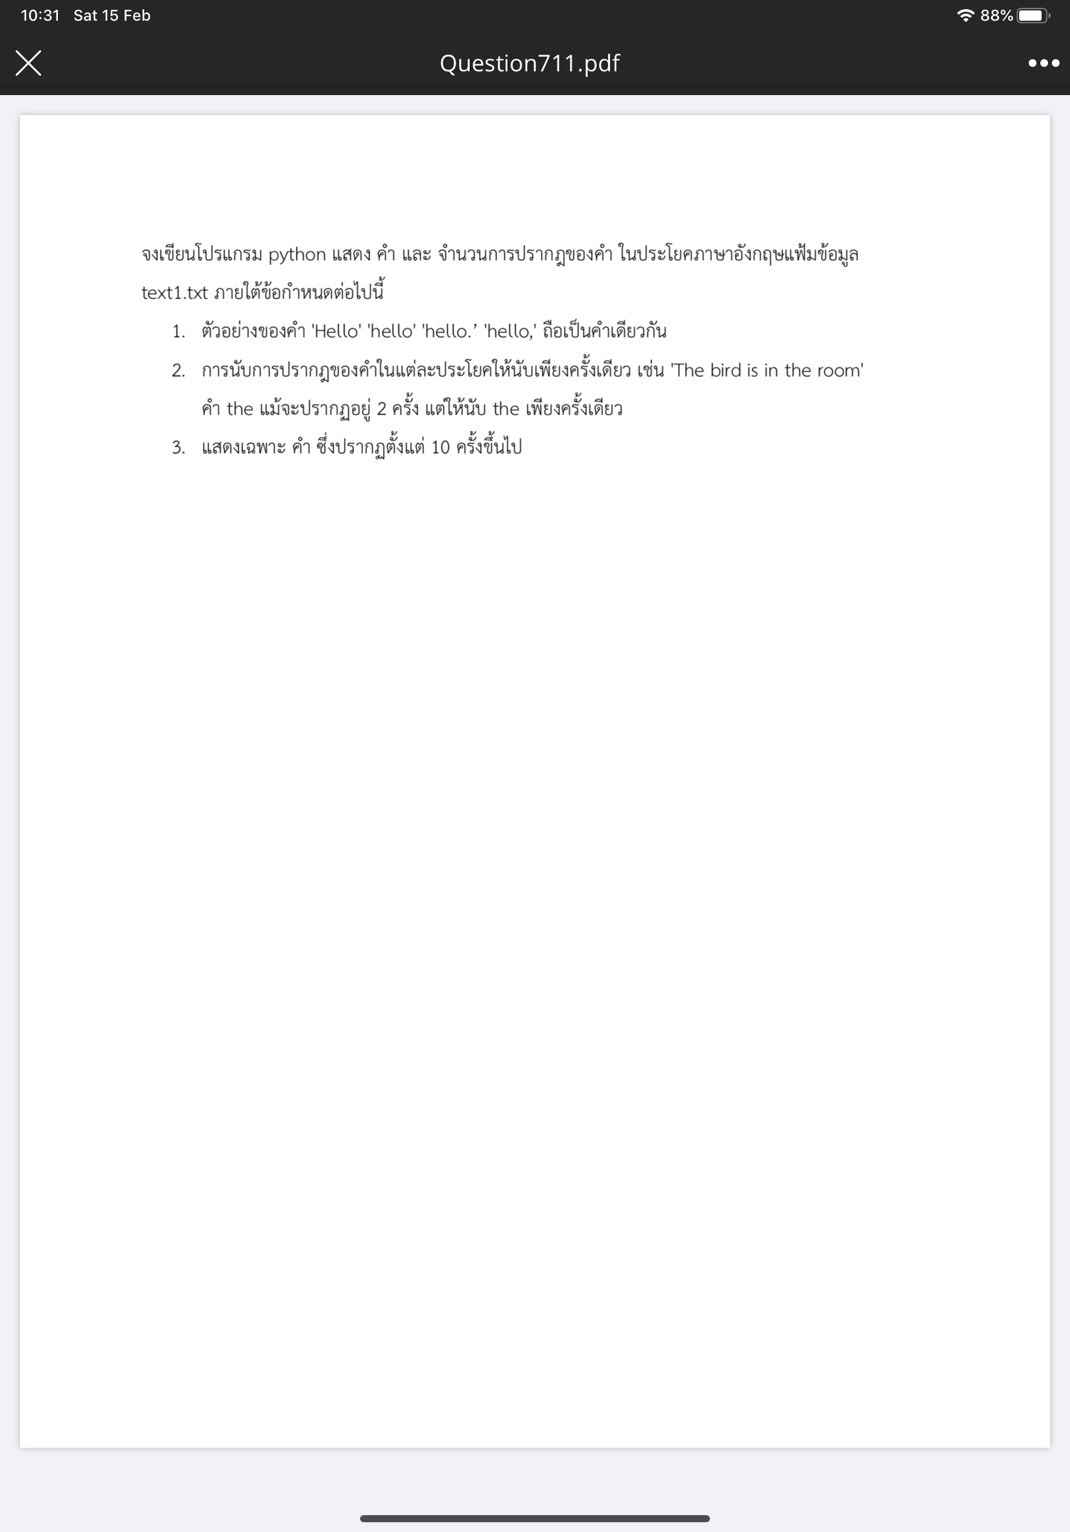 10:31 Sat 15 Feb 88%
Question711.pdf
จงเขียนโปรแกรม python แสดง คำ และ จำนวนการปรากฏของคำ ในประโยคภาษาอังกฤษแฟ้มข้อมูล
text1.txt ภายใต้ข้อกำหนดต่อไปนี้
1. ตัวอย่างของคำ 'Hello' 'hello' 'hello.’ 'hello,' ถือเป็นคำเดียวกัน
2. การนับการปรากฏของคำในแต่ละประโยคให้นับเพียงครั้งเดียว เช่น 'The bird is in the room'
คำ the แม้จะปรากฏอยู่ 2 ครั้ง แต่ให้นับ the เพียงครั้งเดียว
3. แสดงเฉพาะ คำ ซึ่งปรากฏตั้งแต่ 10 ครั้งขึ้นไป